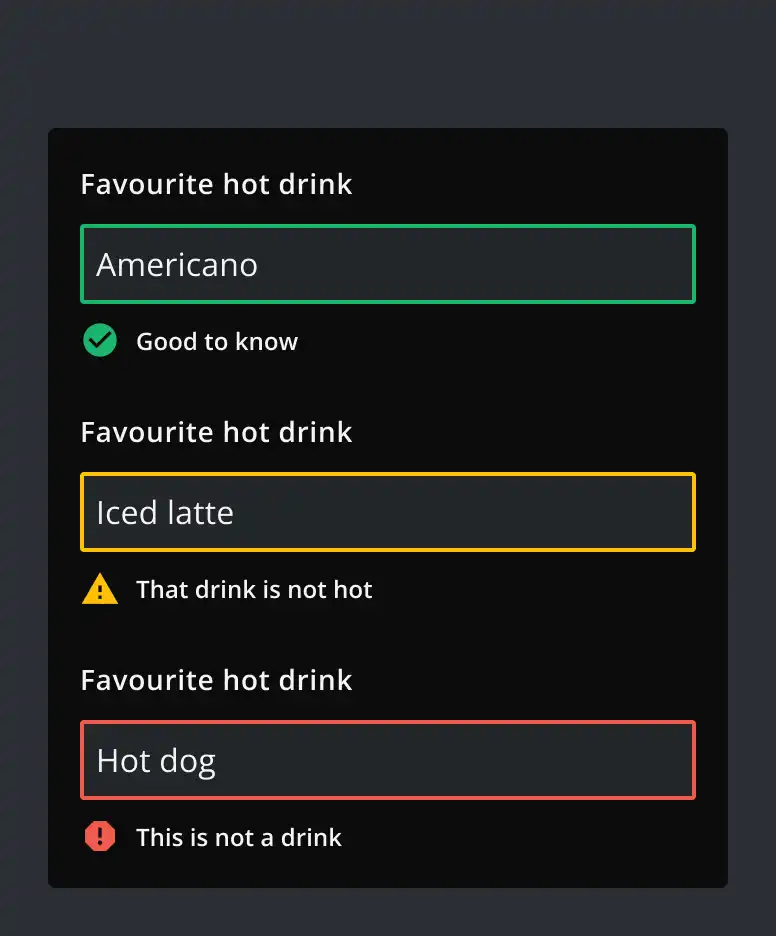 Favourite hot drink
Americano
Good to know
Favourite hot drink
Iced latte
That drink is not hot
Favourite hot drink
Hot dog
This is not a drink